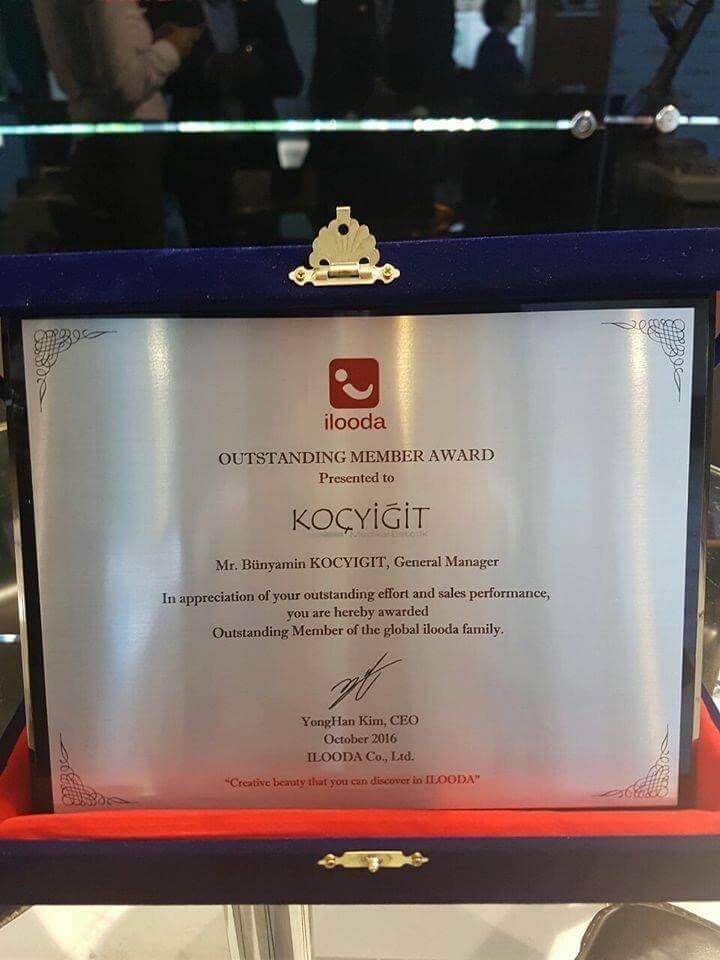 ilooda
OUTSTANDING MEMBER AWARD
Presented to
KOÇYİĞİT
Mr. Bünyamin KOCYIGIT, General Manager
In appreciation of your outstanding effort and sales performance,
you are hereby awarded
Outstanding Member of the global ilooda family.
YongHan Kim, CEO
October 2016
ILOODA Co., Ltd.
"Creative beauty that you can discover in ILOODA"